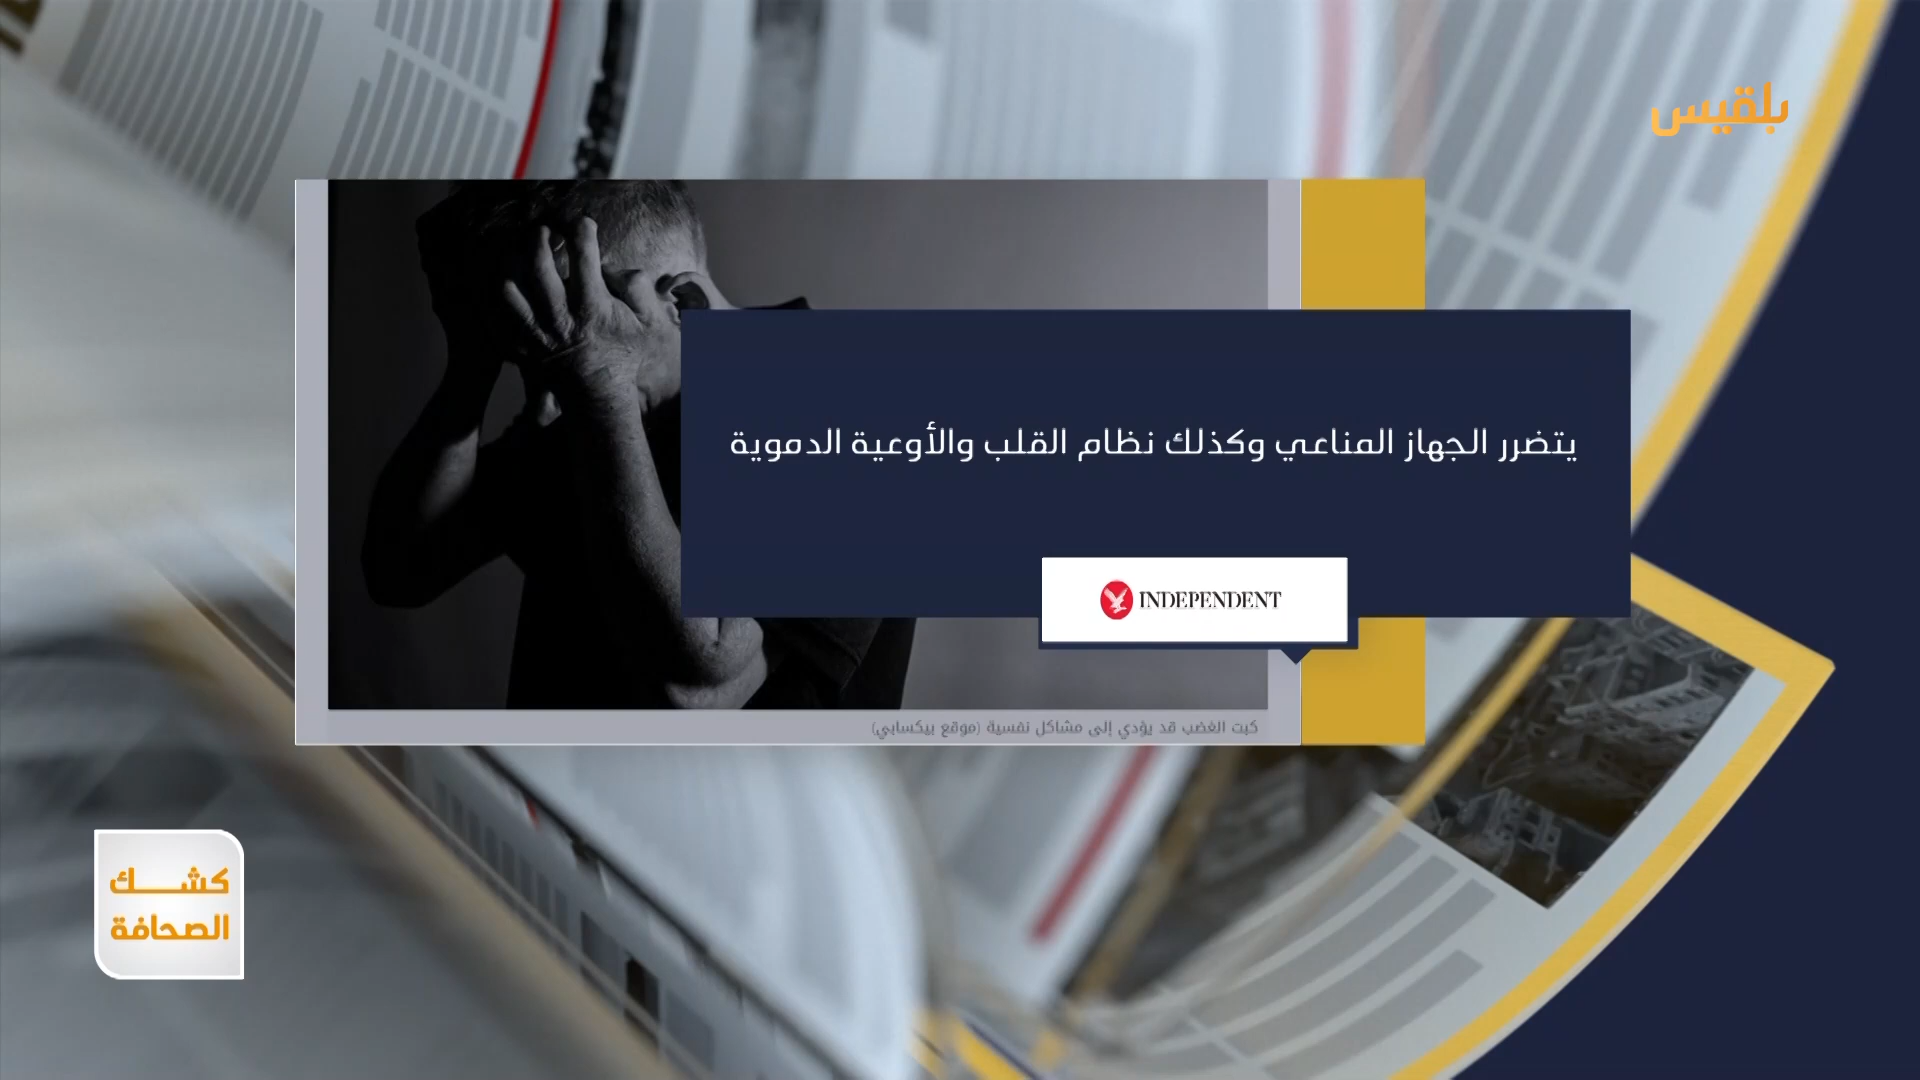 بلقيس
يتضرر الجهاز المناعي وكذلك نظام القلب والأوعية الدموية
INDEPENDENT
كبت الغضب قد يؤدي إلى مشاكل نفسية (موقع بيكسابي)
كشك
الصحافة